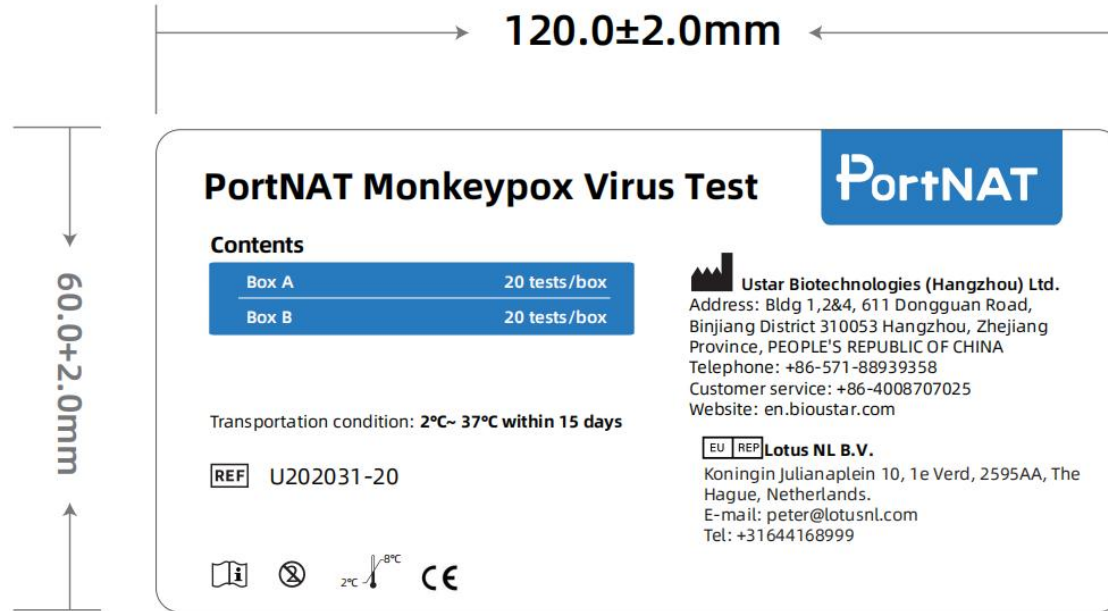 120.0±2.0mm
60.0+2.0mm
PortNAT Monkeypox Virus Test
PortNAT
Contents
Box A 20 tests/box
Box B 20 tests/box
Transportation condition: 2°C~ 37°C within 15 days
REF U202031-20
2°C 8°C
CE
Ustar Biotechnologies (Hangzhou) Ltd.
Address: Bldg 1,2&4, 611 Dongguan Road,
Binjiang District 310053 Hangzhou, Zhejiang
Province, PEOPLE'S REPUBLIC OF CHINA
Telephone: +86-571-88939358
Customer service: +86-4008707025
Website: en.bioustar.com
EU REP Lotus NL B.V.
Koningin Julianaplein 10, 1e Verd, 2595AA, The
Hague, Netherlands.
E-mail: peter@lotusnl.com
Tel: +31644168999